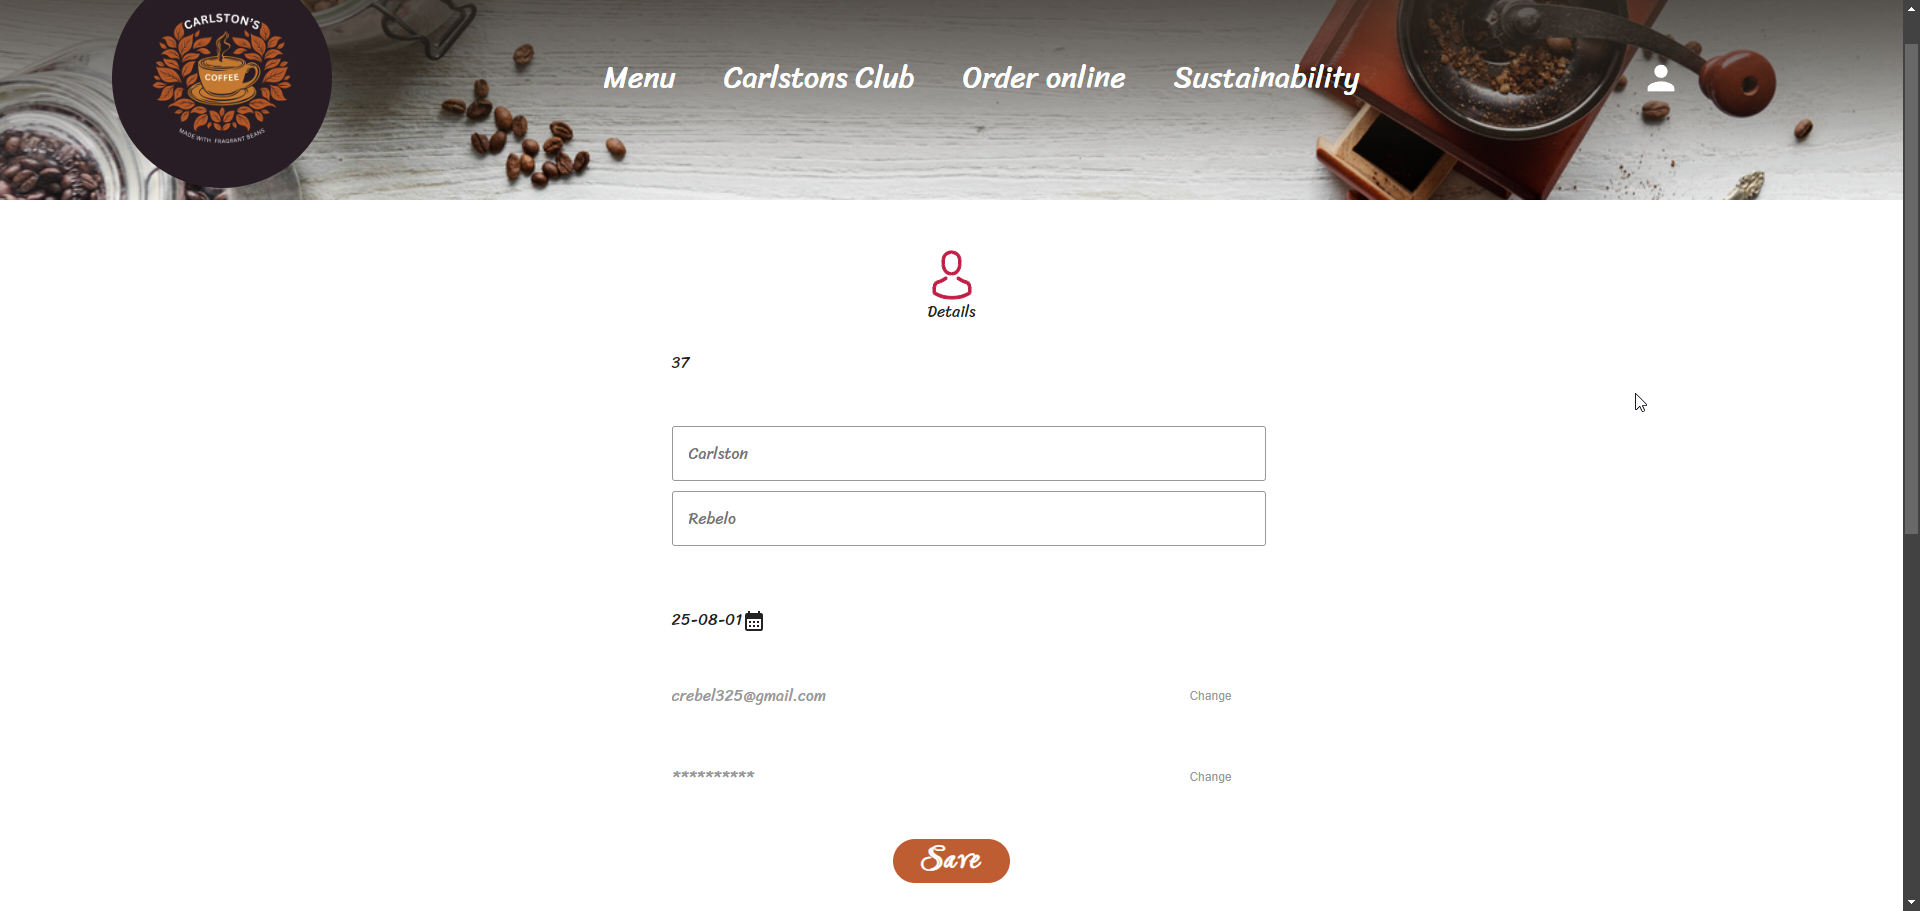 CARLSTON'S
COFFEE
MADE WITH FRAGRANT BEANS
Menu Carlstons Club Order online Sustainability
Details
37
Carlston
Rebelo
25-08-01
crebel325@gmail.com Change
********** Change
Save